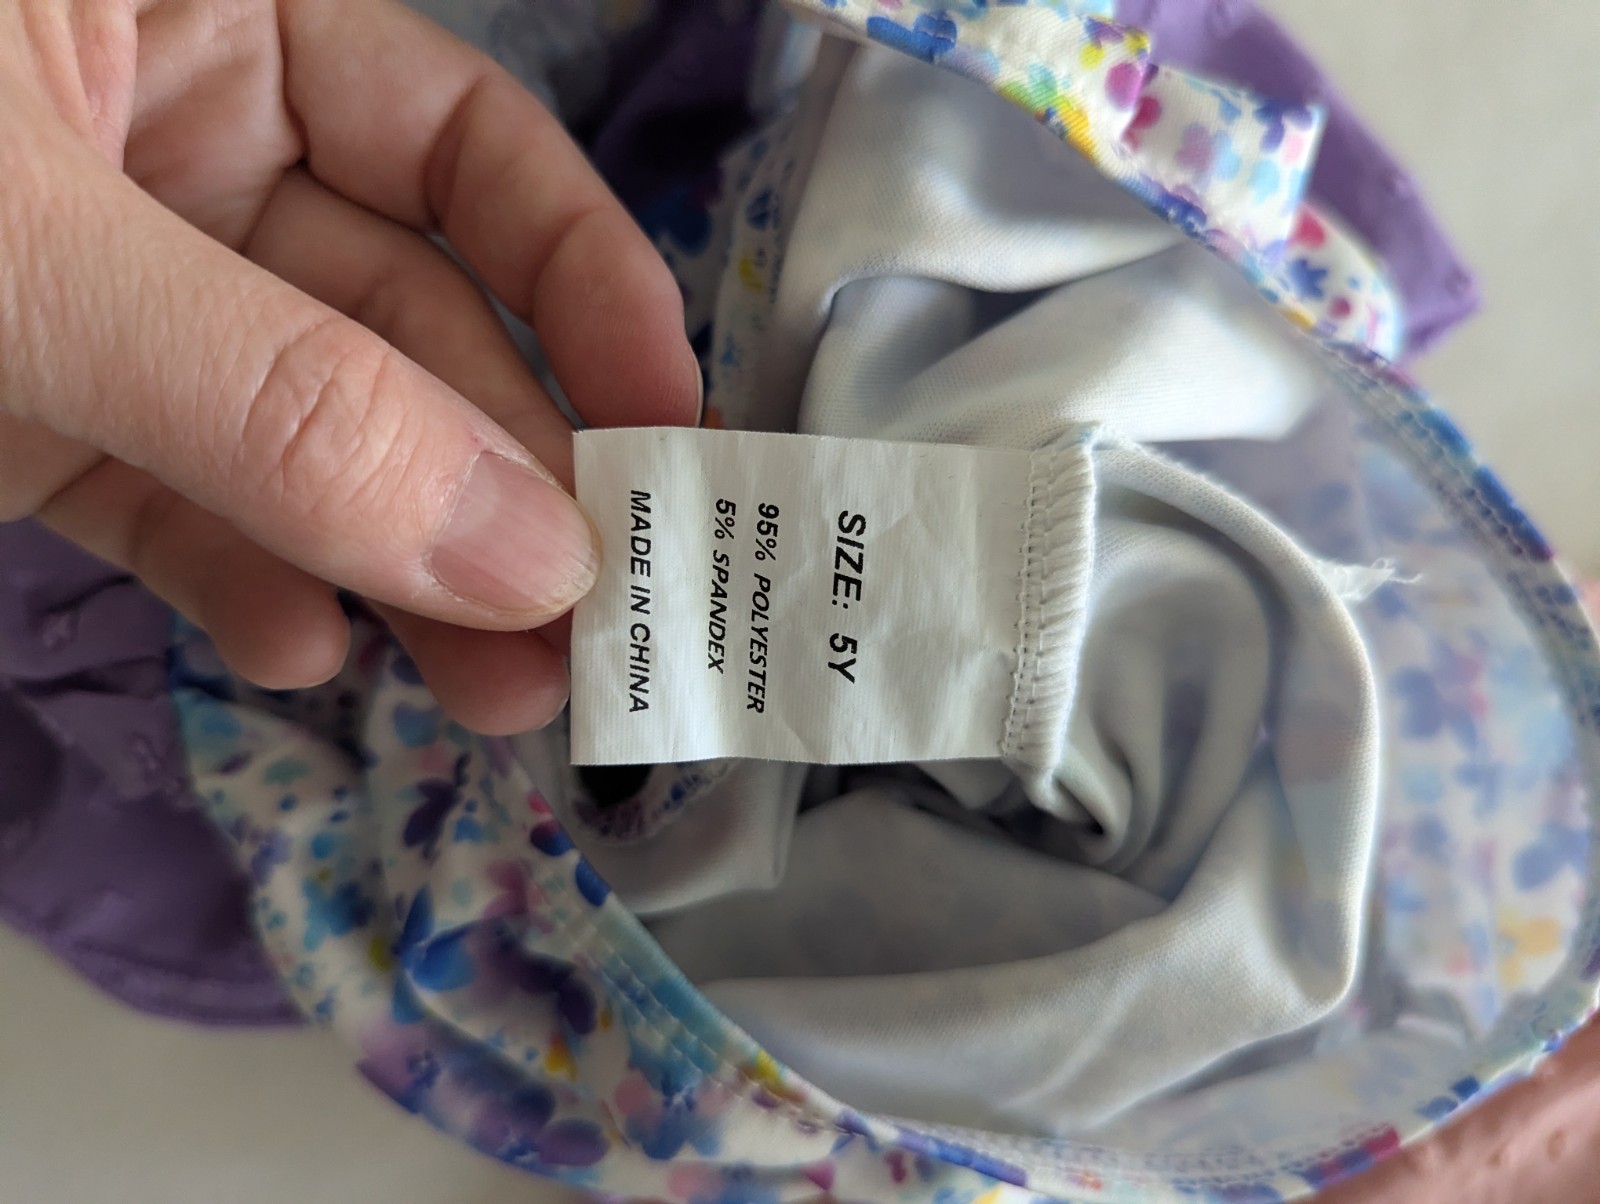 SIZE: 5Y
95% POLYESTER
5% SPANDEX
MADE IN CHINA